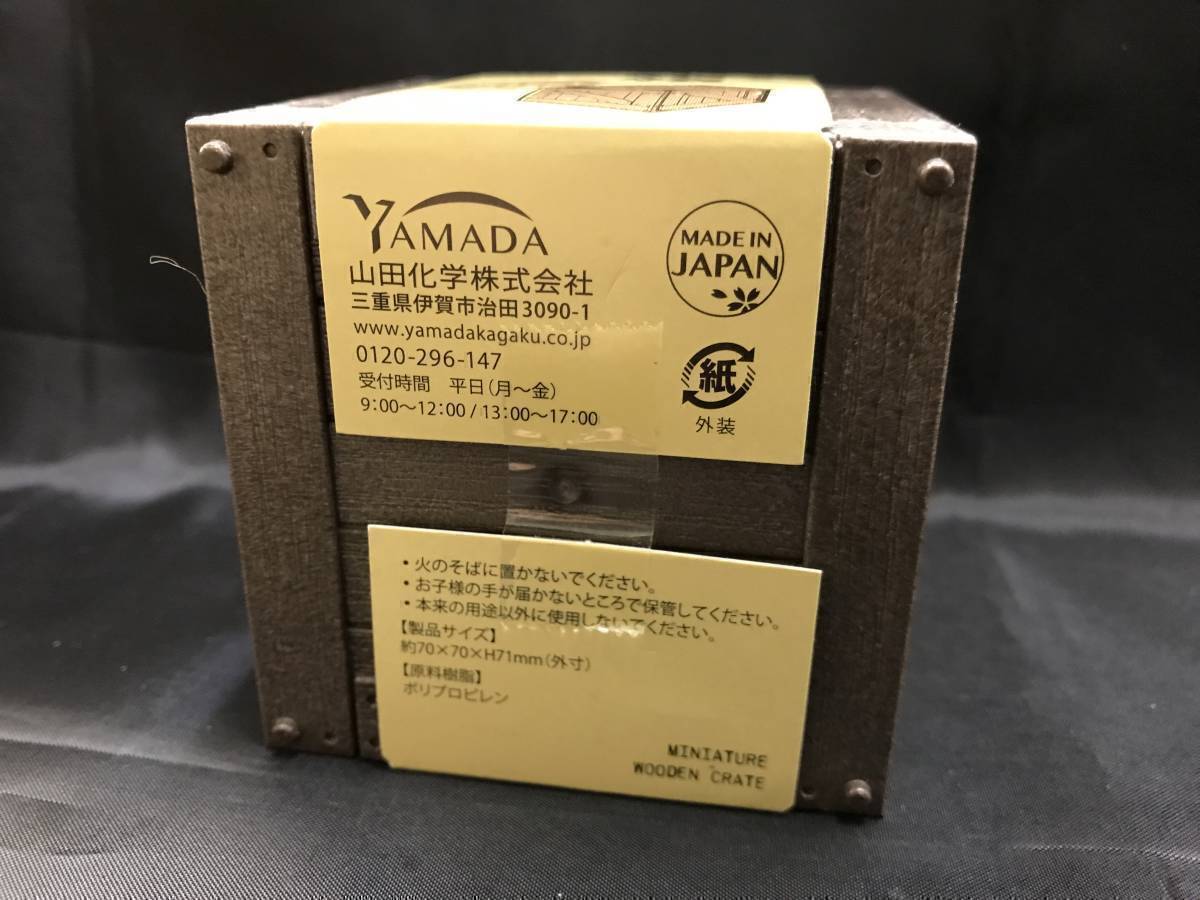 YAMADA
山田化学株式会社
三重県伊賀市治田3090-1
www.yamadakagaku.co.jp
0120-296-147
受付時間 平日(月〜金)
9:00〜12:00 / 13:00〜17:00
MADE IN
JAPAN
紙
外装
・火のそばに置かないでください。
・お子様の手が届かないところで保管してください。
・本来の用途以外に使用しないでください。
【製品サイズ】
約70×70×H71mm(外寸)
【原料樹脂】
ポリプロピレン
MINIATURE
WOODEN CRATE